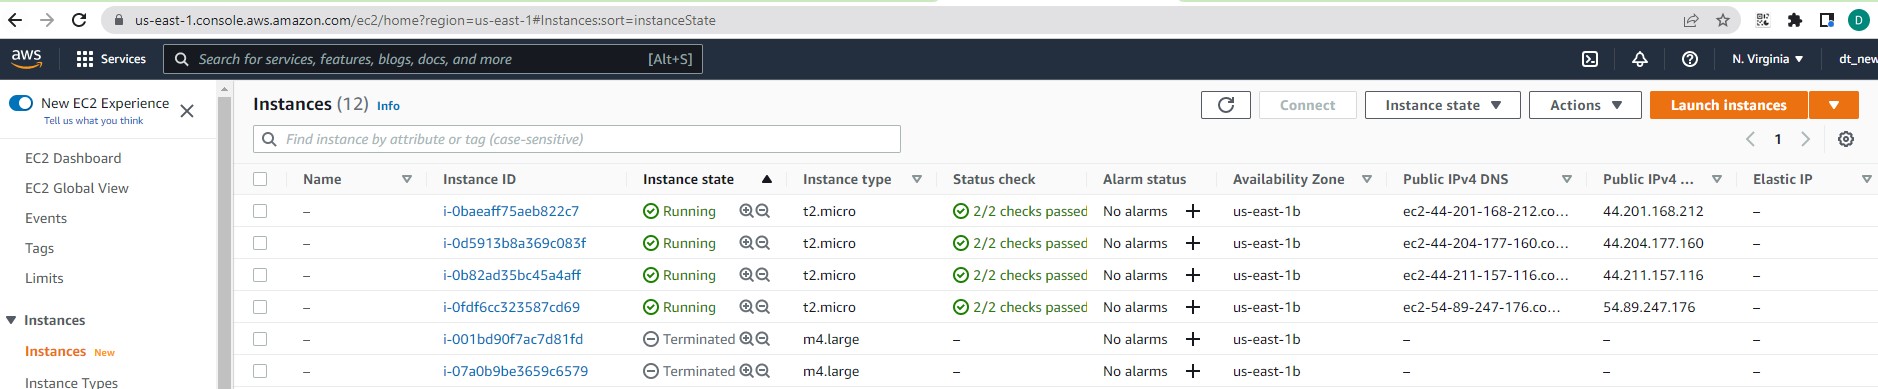 us-east-1.console.aws.amazon.com/ec2/home?region=us-east-1#Instances:sort=instanceState
D
aws Services Search for services, features, blogs, docs, and more [Alt+S] N. Virginia dt_new
New EC2 Experience
Tell us what you think
EC2 Dashboard
EC2 Global View
Events
Tags
Limits
Instances
Instances New
Instance Types
Instances (12) Info Connect Instance state Actions Launch instances
Find instance by attribute or tag (case-sensitive) 1
Name Instance ID Instance state Instance type Status check Alarm status Availability Zone Public IPv4 DNS Public IPv4 ... Elastic IP
– i-0baeaff75aeb822c7 Running t2.micro 2/2 checks passed No alarms + us-east-1b ec2-44-201-168-212.co... 44.201.168.212 –
– i-0d5913b8a369c083f Running t2.micro 2/2 checks passed No alarms + us-east-1b ec2-44-204-177-160.co... 44.204.177.160 –
– i-0b82ad35bc45a4aff Running t2.micro 2/2 checks passed No alarms + us-east-1b ec2-44-211-157-116.co... 44.211.157.116 –
– i-0fdf6cc323587cd69 Running t2.micro 2/2 checks passed No alarms + us-east-1b ec2-54-89-247-176.co... 54.89.247.176 –
– i-001bd90f7ac7d81fd Terminated m4.large – No alarms + us-east-1b – – –
– i-07a0b9be3659c6579 Terminated m4.large – No alarms + us-east-1b – – –